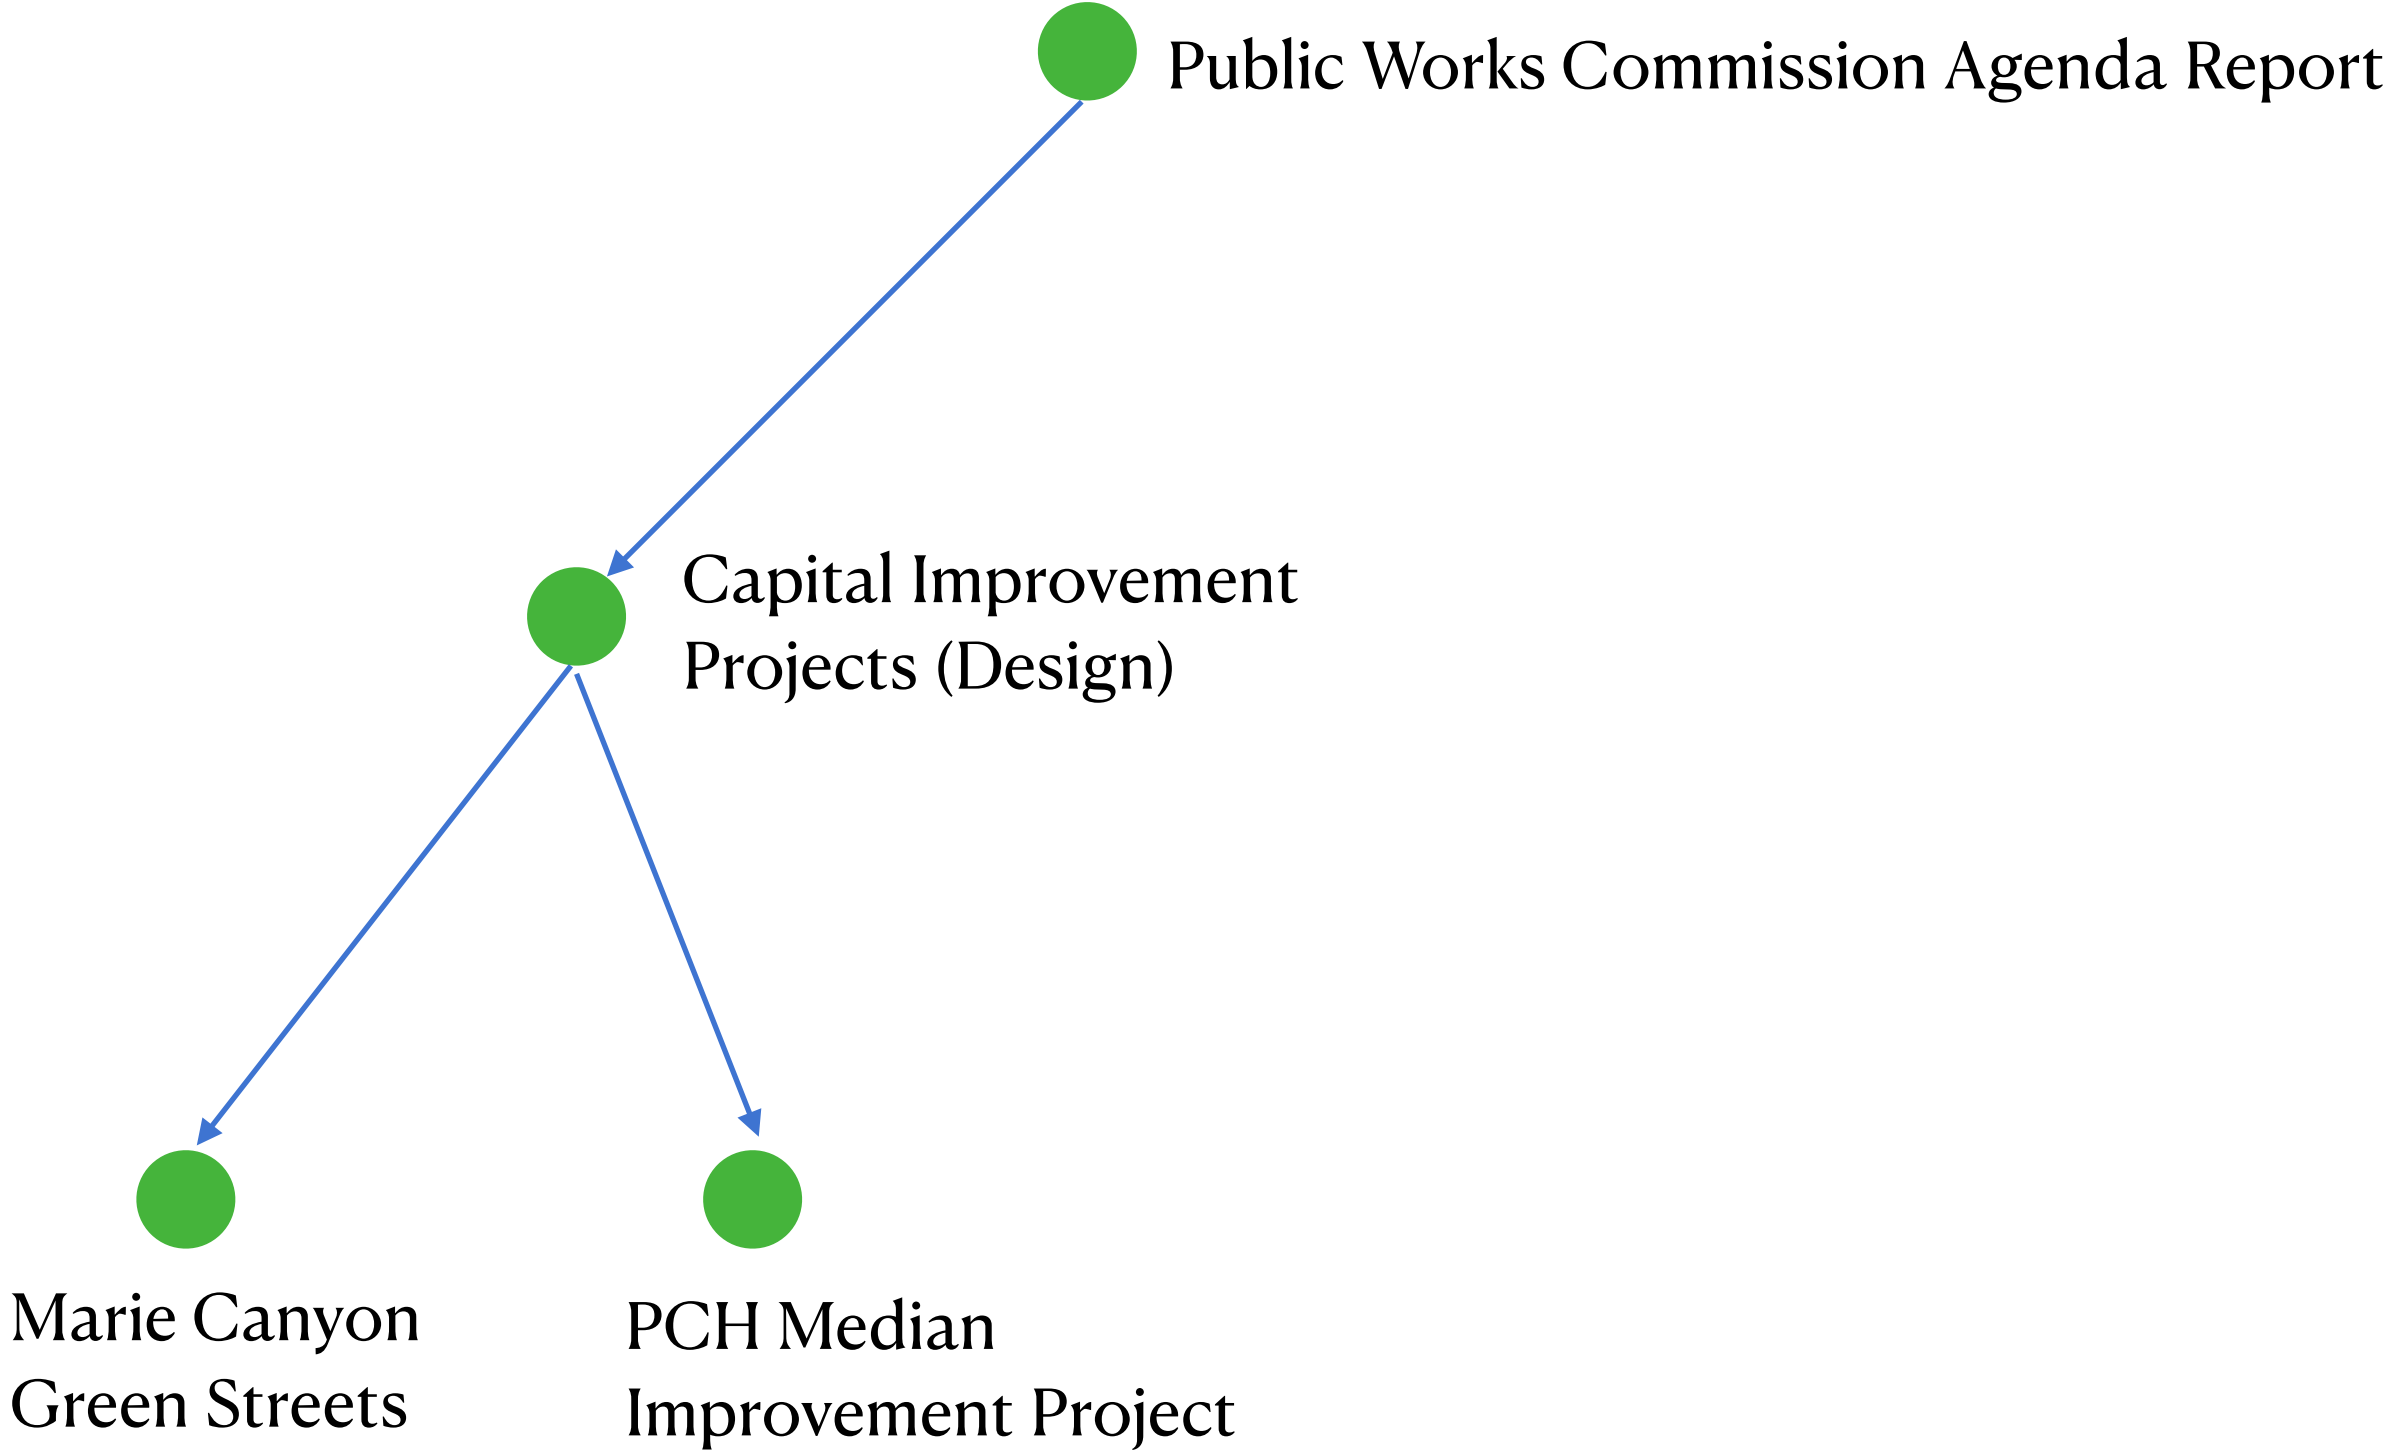 Public Works Commission Agenda Report
Capital Improvement
Projects (Design)
Marie Canyon
Green Streets
PCH Median
Improvement Project